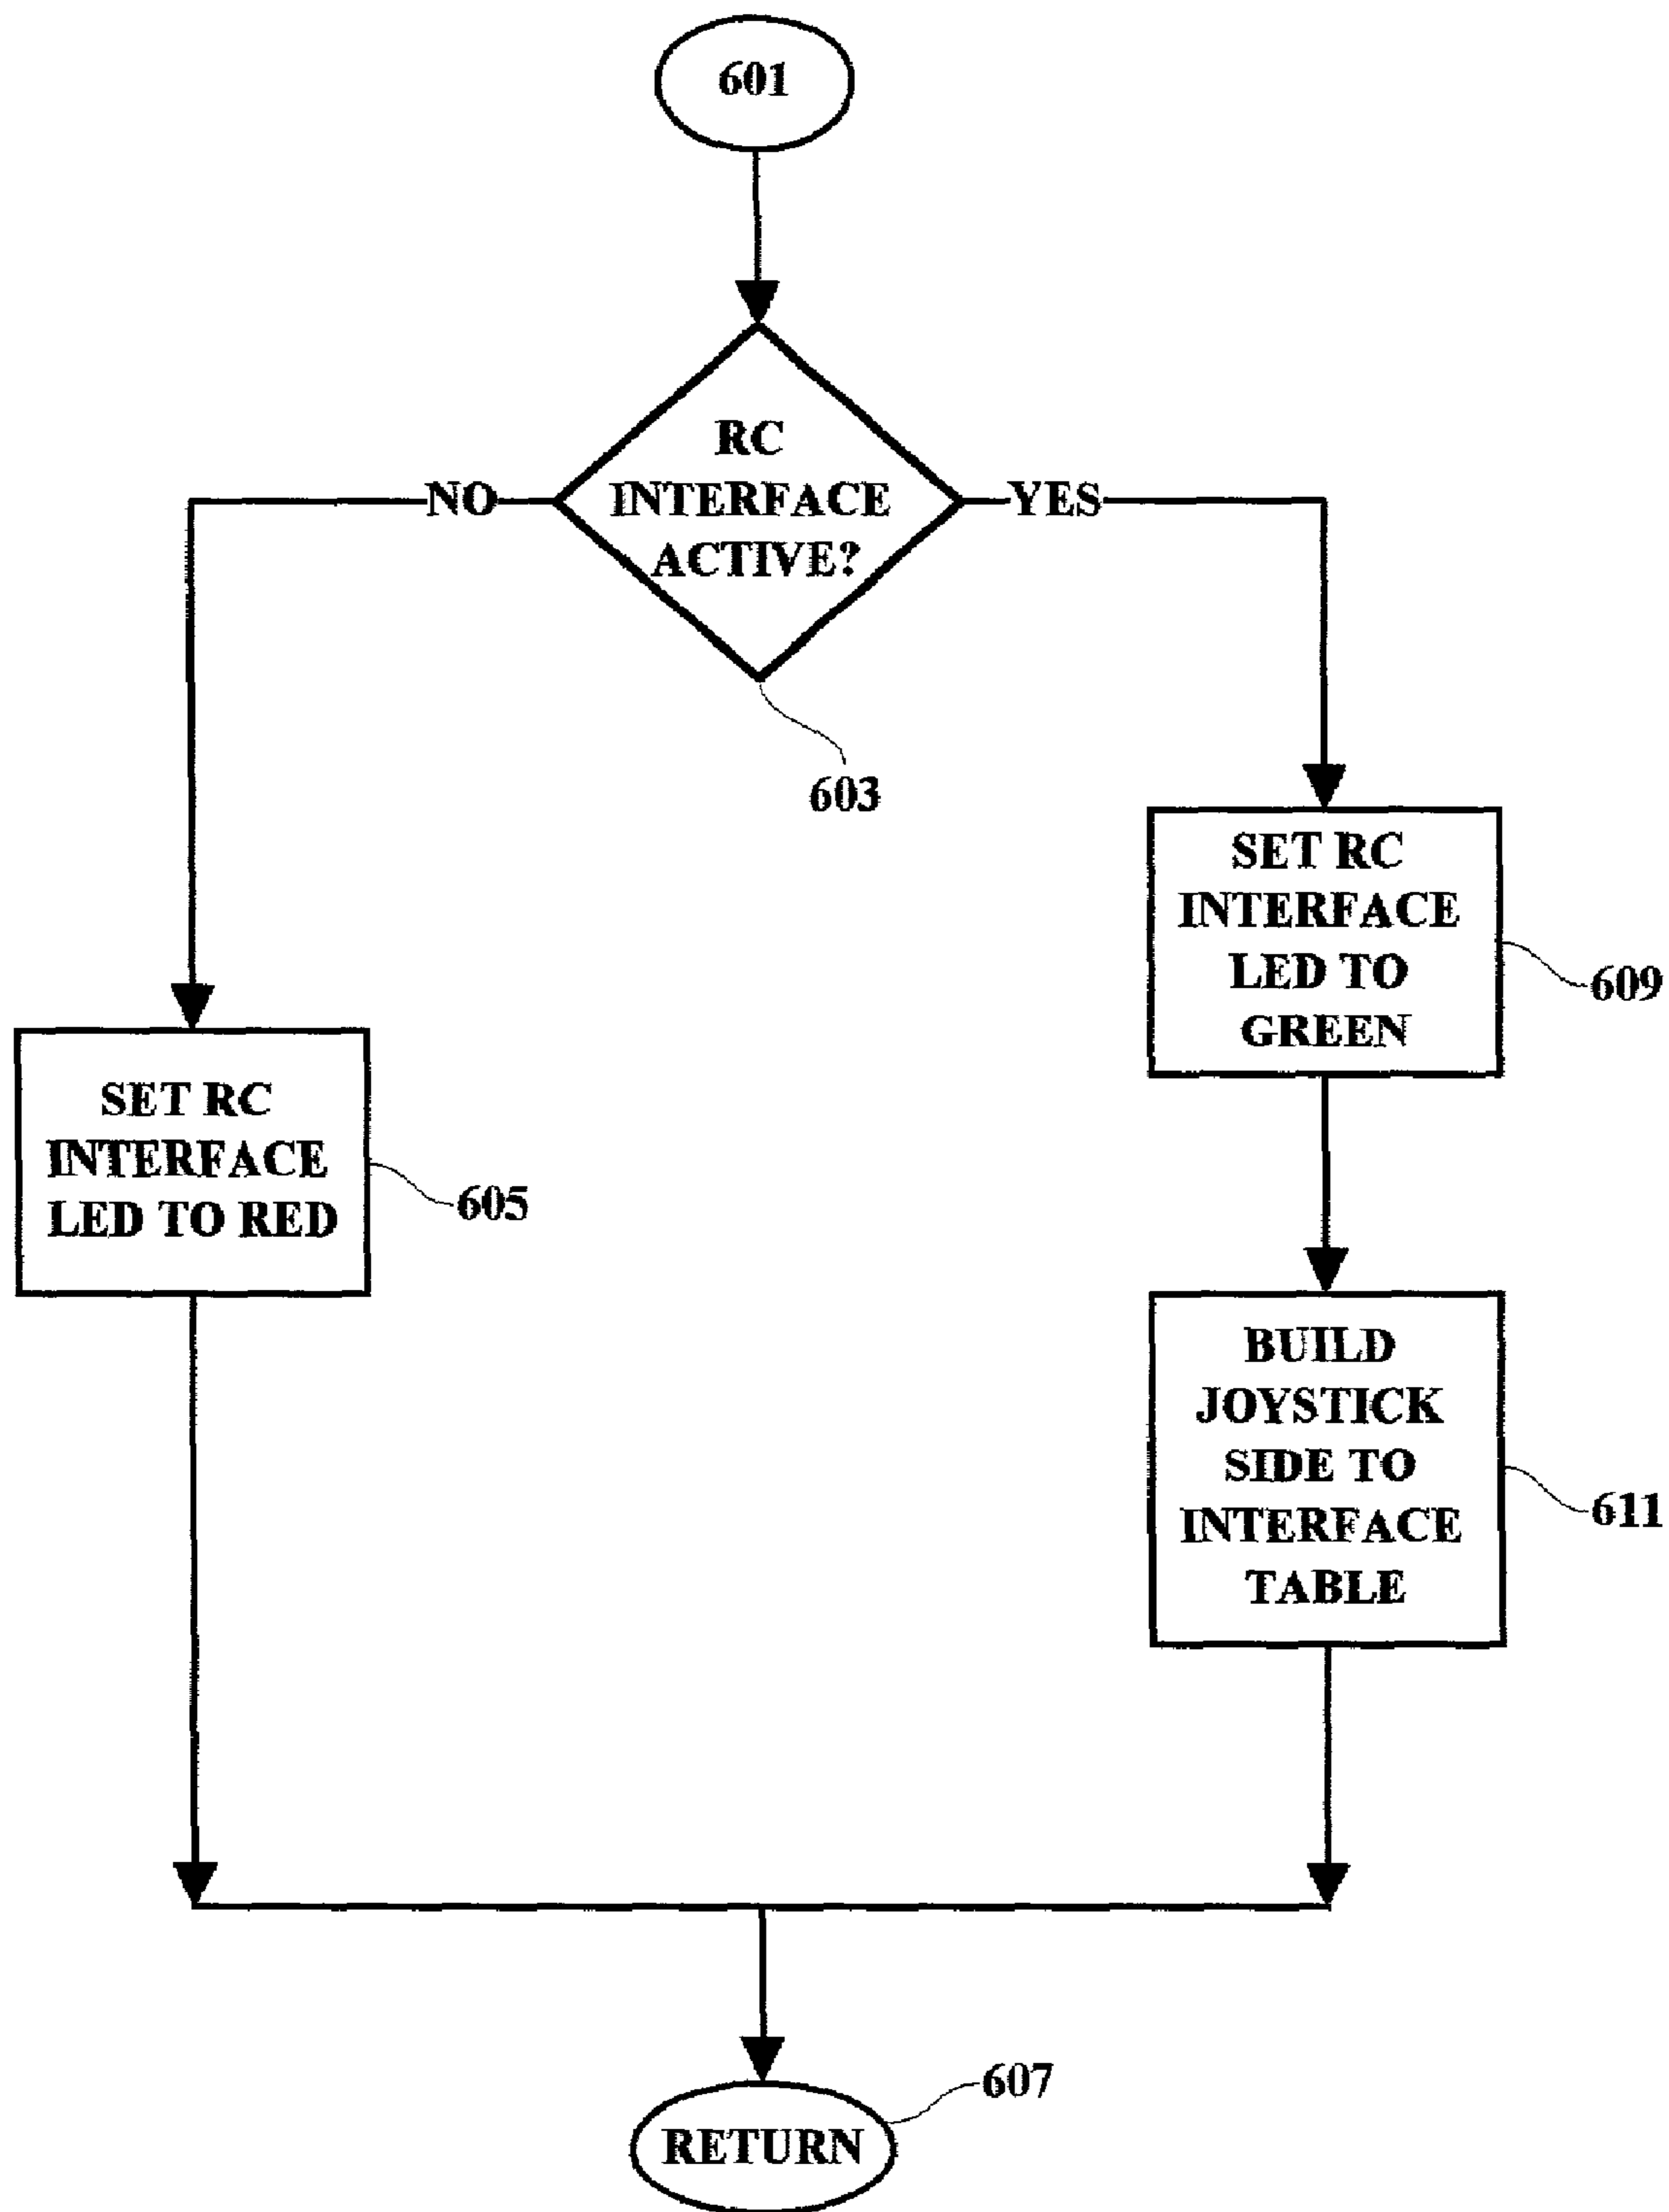 601
RC
INTERFACE
ACTIVE?
NO
YES
603
SET RC
INTERFACE
LED TO
GREEN
609
SET RC
INTERFACE
LED TO RED
605
BUILD
JOYSTICK
SIDE TO
INTERFACE
TABLE
611
607
RETURN